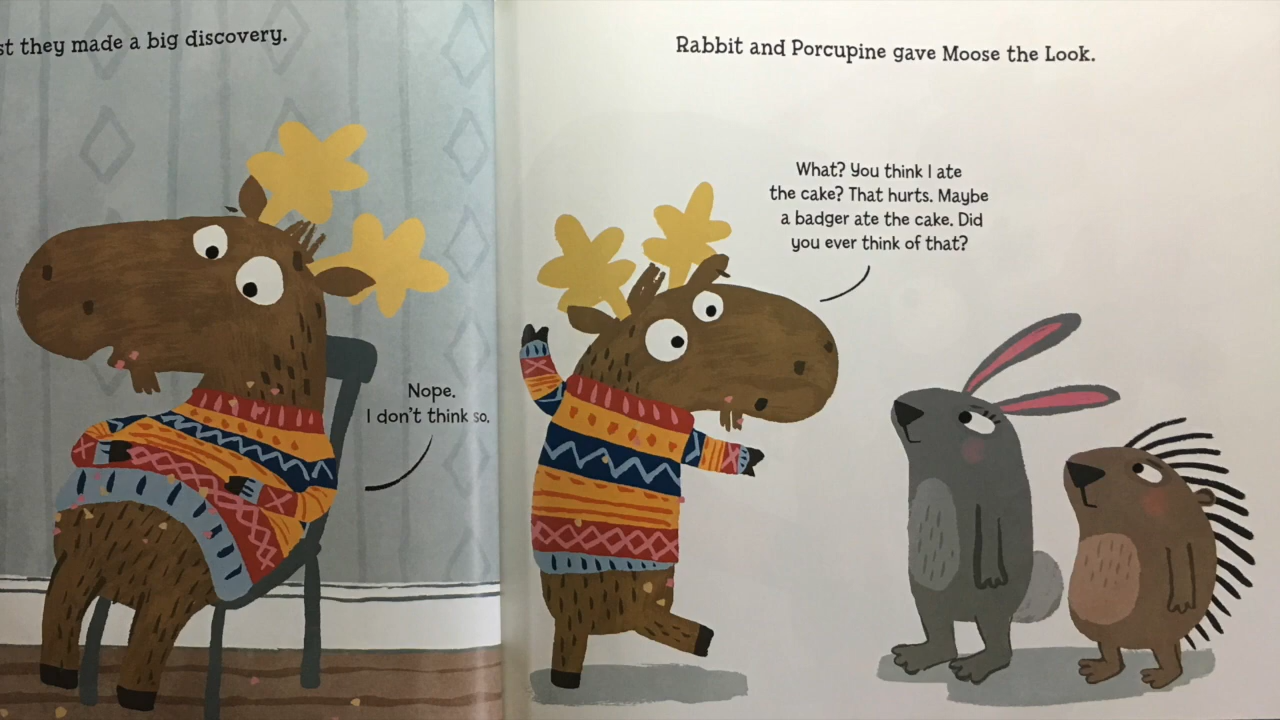 they made a big discovery.
Nope.
I don't think so.
Rabbit and Porcupine gave Moose the Look.
What? You think I ate
the cake? That hurts. Maybe
a badger ate the cake. Did
you ever think of that?